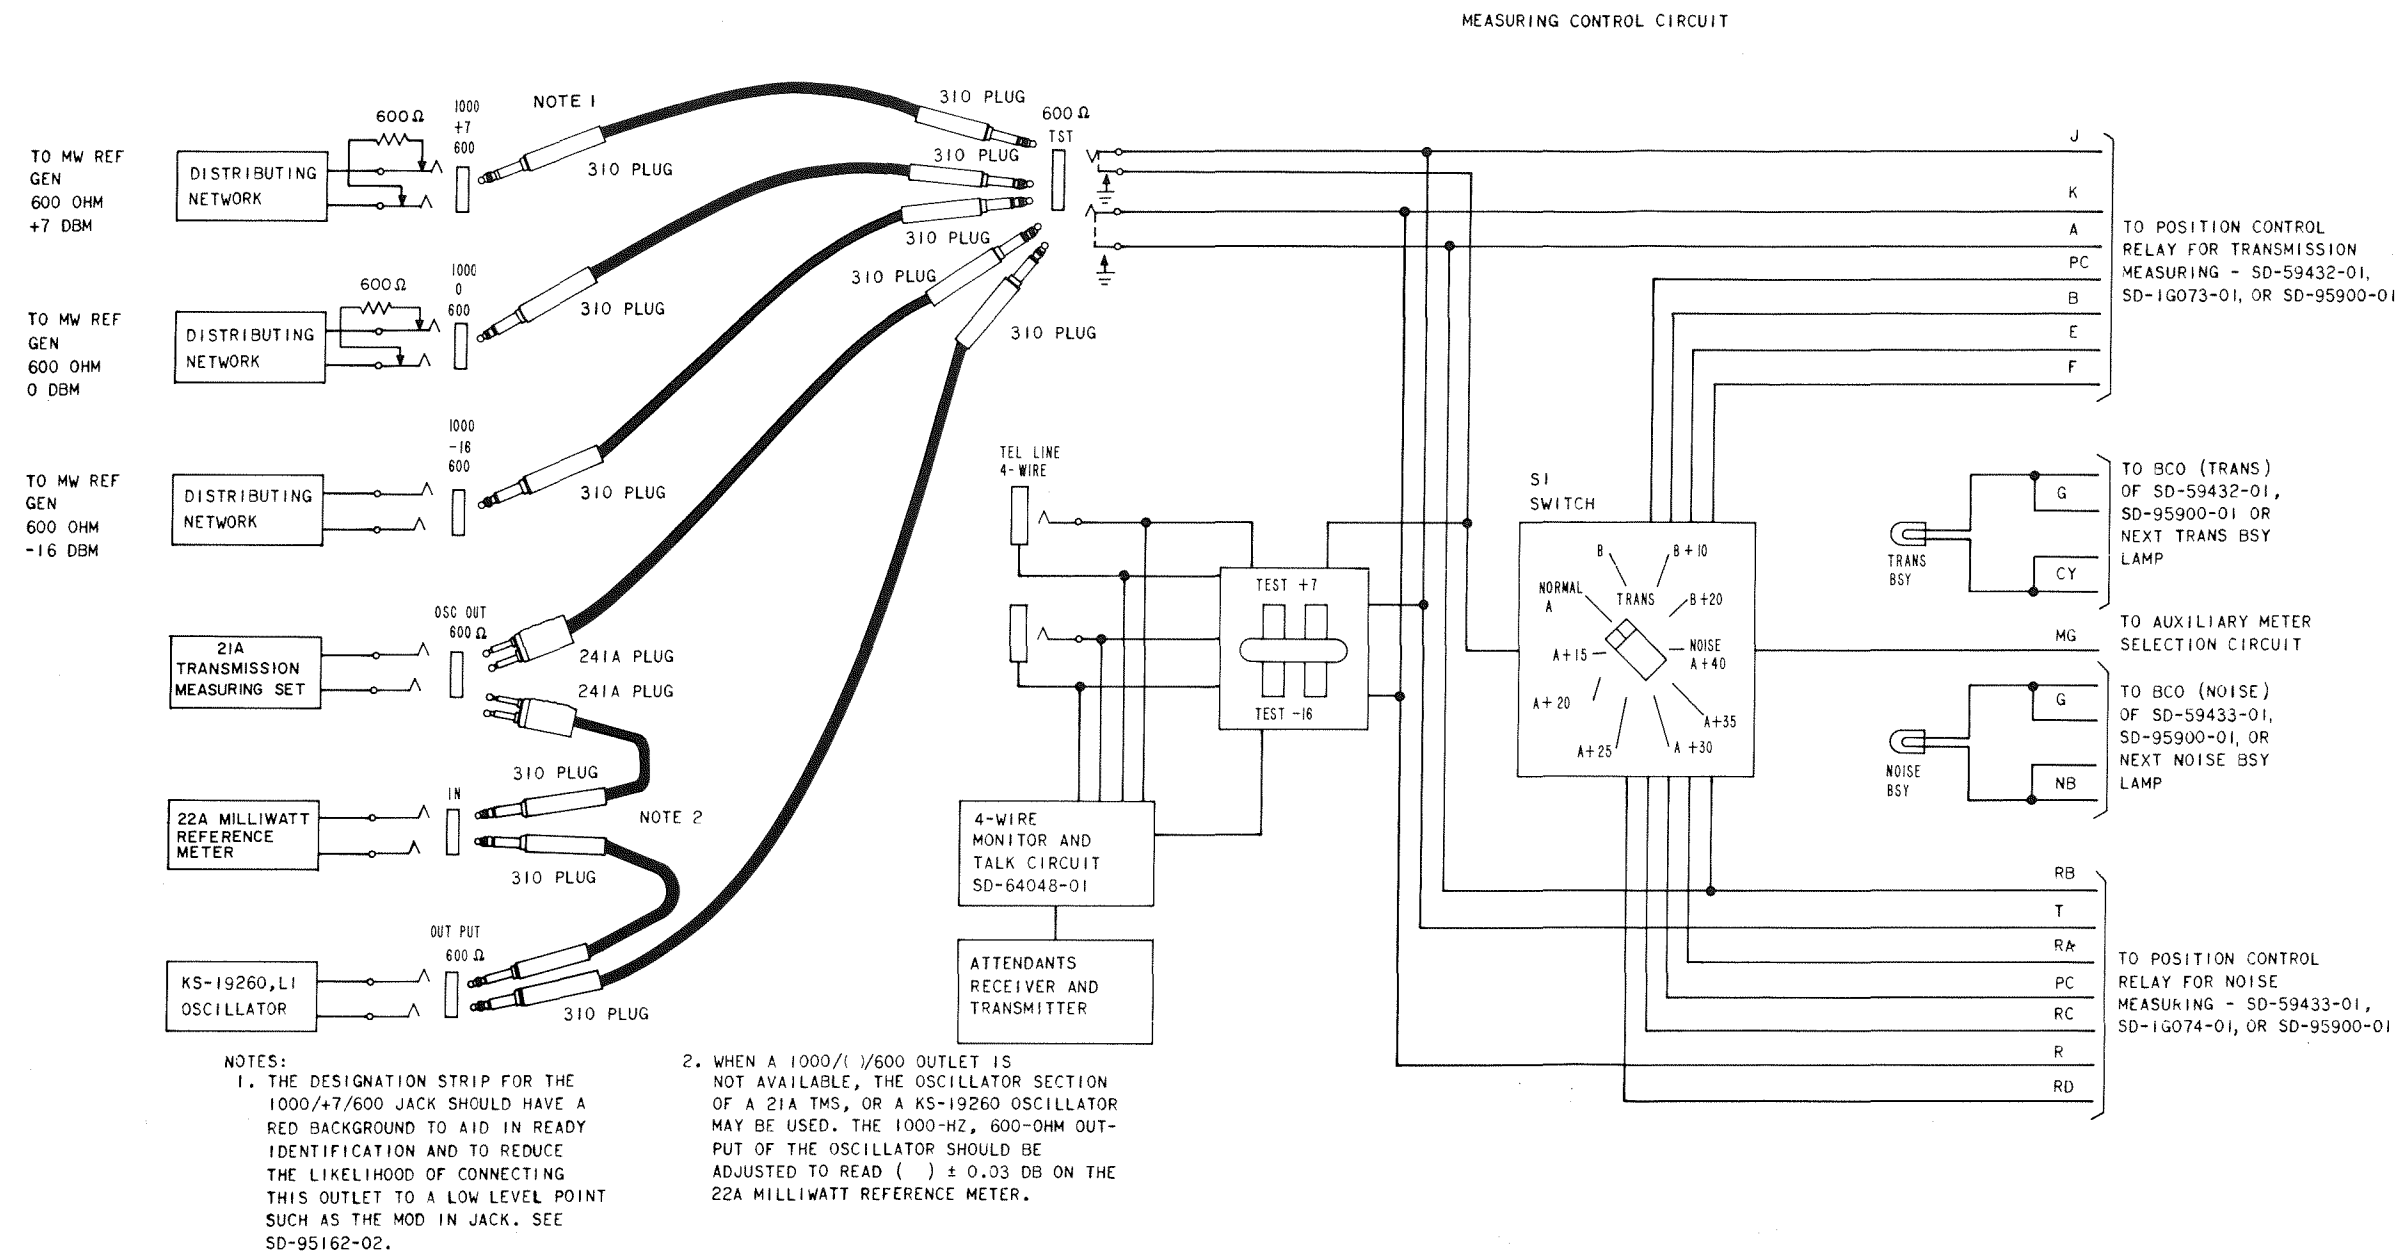 MEASURING CONTROL CIRCUIT
TO MW REF
GEN
600 OHM
+7 DBM
DISTRIBUTING
NETWORK
600Ω
1000
+7
600
NOTE 1
310 PLUG
310 PLUG
600Ω
TST
TO MW REF
GEN
600 OHM
0 DBM
DISTRIBUTING
NETWORK
600Ω
1000
0
600
310 PLUG
310 PLUG
TO MW REF
GEN
600 OHM
-16 DBM
DISTRIBUTING
NETWORK
1000
-16
600
310 PLUG
310 PLUG
21A
TRANSMISSION
MEASURING SET
OSC OUT
600Ω
241A PLUG
241A PLUG
310 PLUG
310 PLUG
22A MILLIWATT
REFERENCE
METER
IN
310 PLUG
310 PLUG
NOTE 2
KS-19260,L1
OSCILLATOR
OUT PUT
600Ω
310 PLUG
TEL LINE
4-WIRE
TEST +7
TEST -16
4-WIRE
MONITOR AND
TALK CIRCUIT
SD-64048-01
ATTENDANTS
RECEIVER AND
TRANSMITTER
S1
SWITCH
B
B+10
NORMAL
A
TRANS
B+20
A+15
NOISE
A+40
A+20
A+35
A+25
A+30
J
K
A
PC
B
E
F
TO POSITION CONTROL
RELAY FOR TRANSMISSION
MEASURING - SD-59432-01,
SD-1G073-01, OR SD-95900-01
TRANS
BSY
G
CY
TO BCO (TRANS)
OF SD-59432-01,
SD-95900-01 OR
NEXT TRANS BSY
LAMP
MG
TO AUXILIARY METER
SELECTION CIRCUIT
NOISE
BSY
G
NB
TO BCO (NOISE)
OF SD-59433-01,
SD-95900-01, OR
NEXT NOISE BSY
LAMP
RB
T
RA
PC
RC
R
RD
TO POSITION CONTROL
RELAY FOR NOISE
MEASURING - SD-59433-01,
SD-1G074-01, OR SD-95900-01
NOTES:
1. THE DESIGNATION STRIP FOR THE
1000/+7/600 JACK SHOULD HAVE A
RED BACKGROUND TO AID IN READY
IDENTIFICATION AND TO REDUCE
THE LIKELIHOOD OF CONNECTING
THIS OUTLET TO A LOW LEVEL POINT
SUCH AS THE MOD IN JACK. SEE
SD-95162-02.
2. WHEN A 1000/( )/600 OUTLET IS
NOT AVAILABLE, THE OSCILLATOR SECTION
OF A 21A TMS, OR A KS-19260 OSCILLATOR
MAY BE USED. THE 1000-HZ, 600-OHM OUT-
PUT OF THE OSCILLATOR SHOULD BE
ADJUSTED TO READ ( ) ± 0.03 DB ON THE
22A MILLIWATT REFERENCE METER.